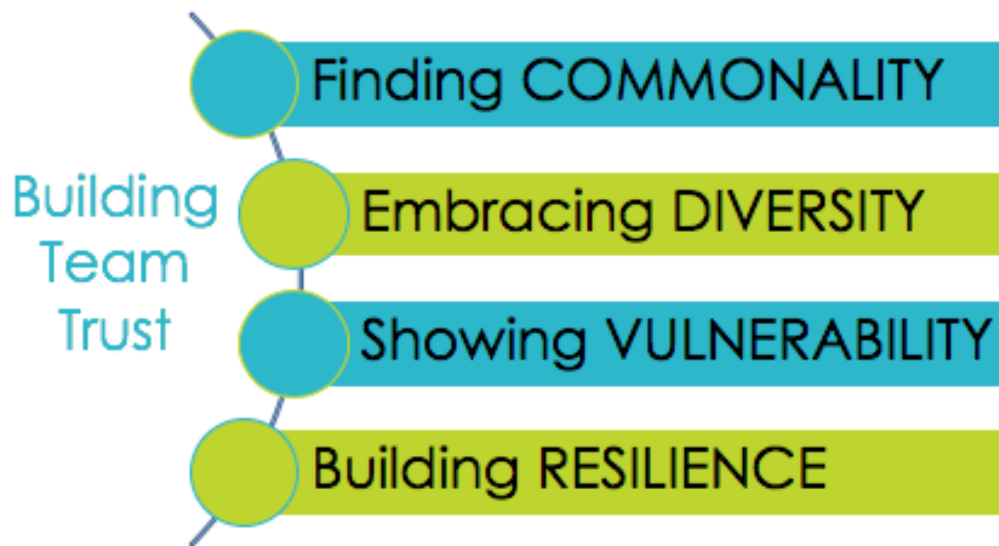 Building
Team
Trust
Finding COMMONALITY
Embracing DIVERSITY
Showing VULNERABILITY
Building RESILIENCE